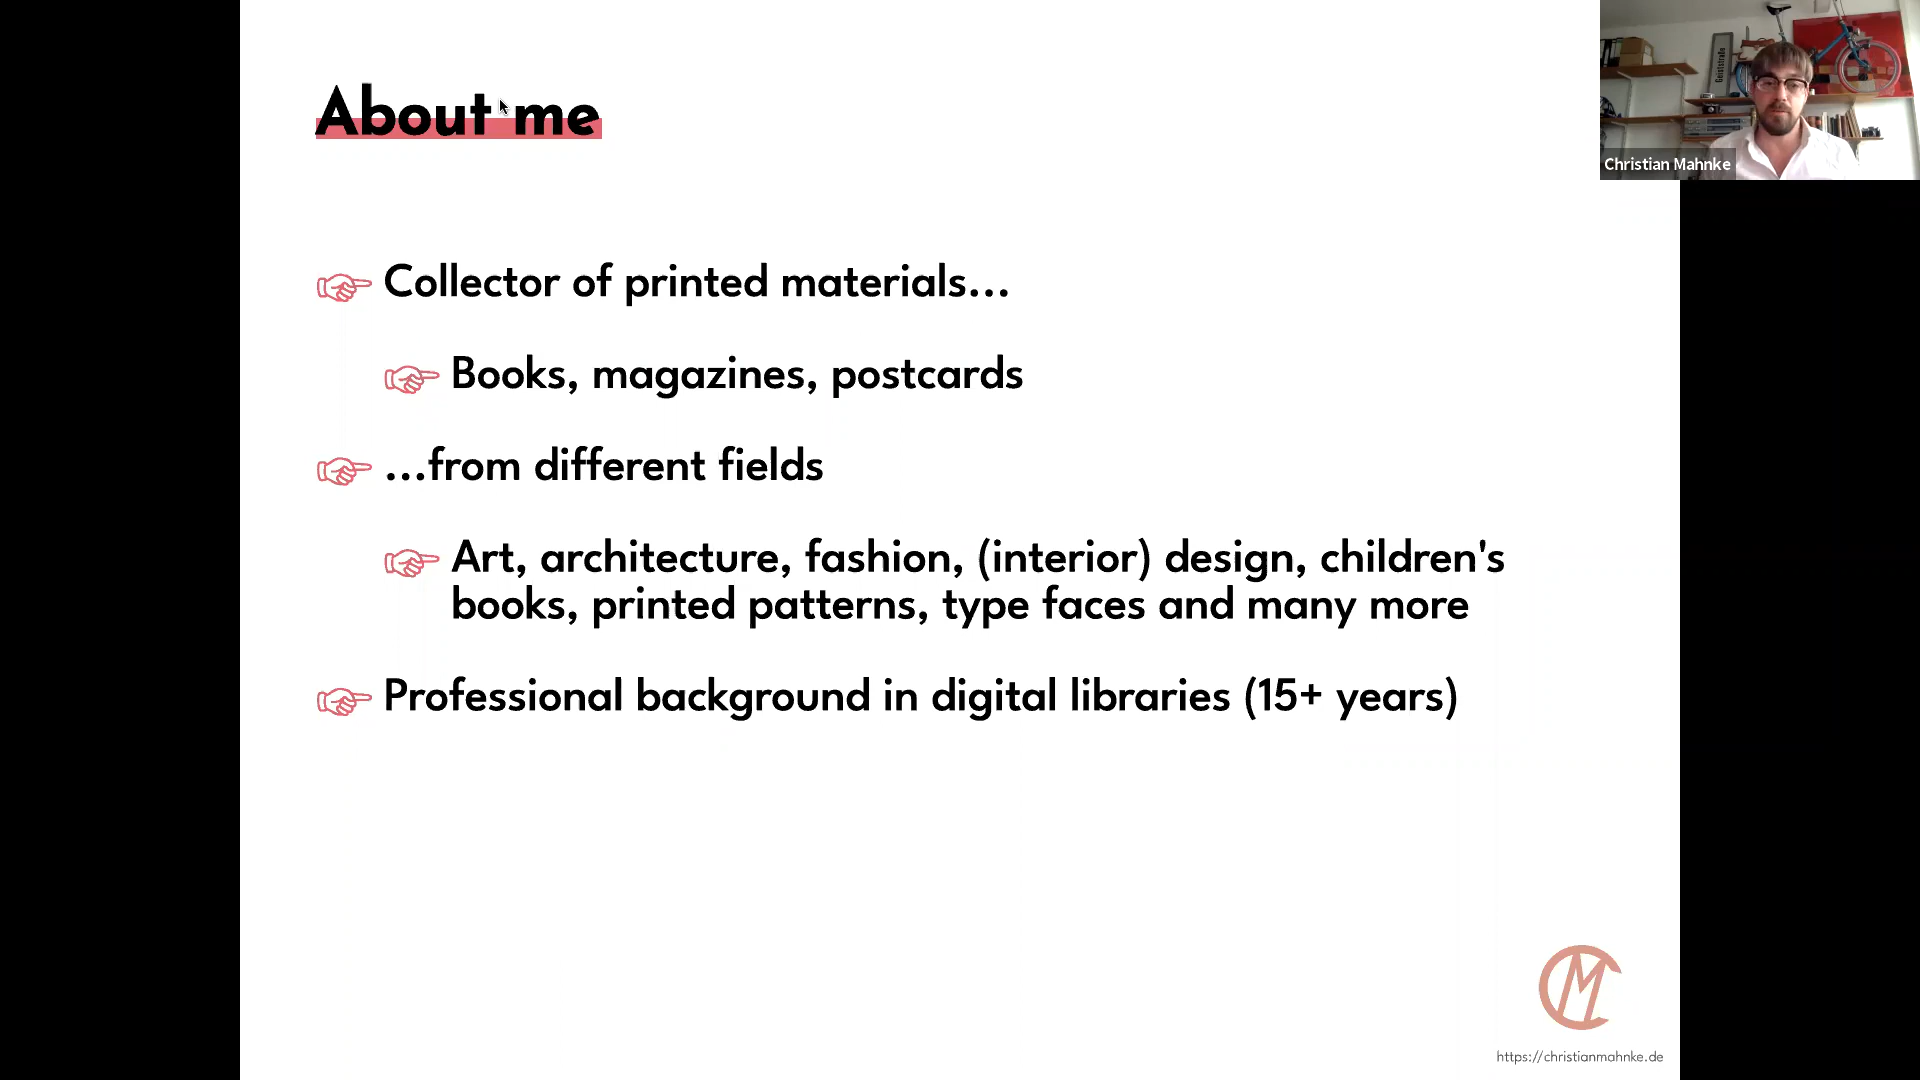 About me
Christian Mahnke
Collector of printed materials...
Books, magazines, postcards
...from different fields
Art, architecture, fashion, (interior) design, children's
books, printed patterns, type faces and many more
Professional background in digital libraries (15+ years)
CM
https://christianmahnke.de